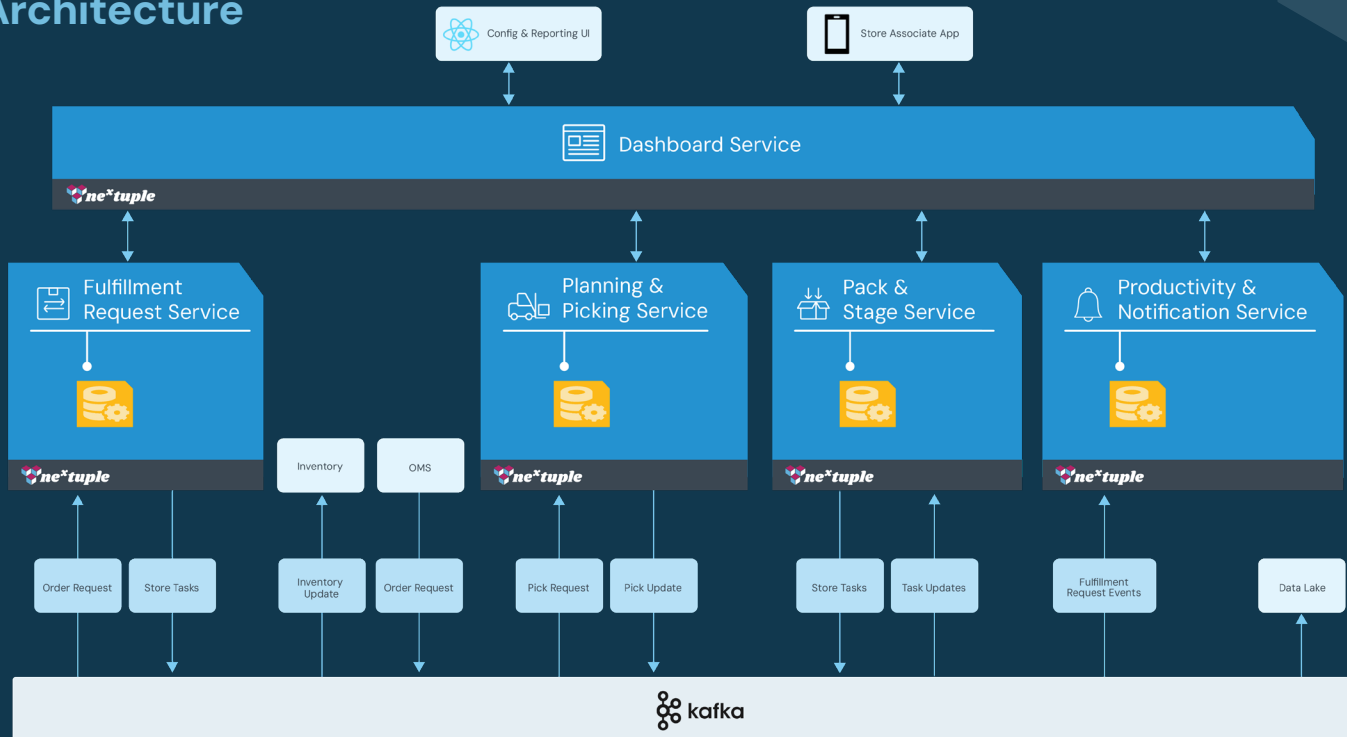 Architecture
Config & Reporting UI
Store Associate App
Dashboard Service
nextuple
Fulfillment
Request Service
Planning &
Picking Service
Pack &
Stage Service
Productivity &
Notification Service
Inventory
OMS
nextuple
nextuple
nextuple
nextuple
Order Request
Store Tasks
Inventory
Update
Order Request
Pick Request
Pick Update
Store Tasks
Task Updates
Fulfillment
Request Events
Data Lake
kafka